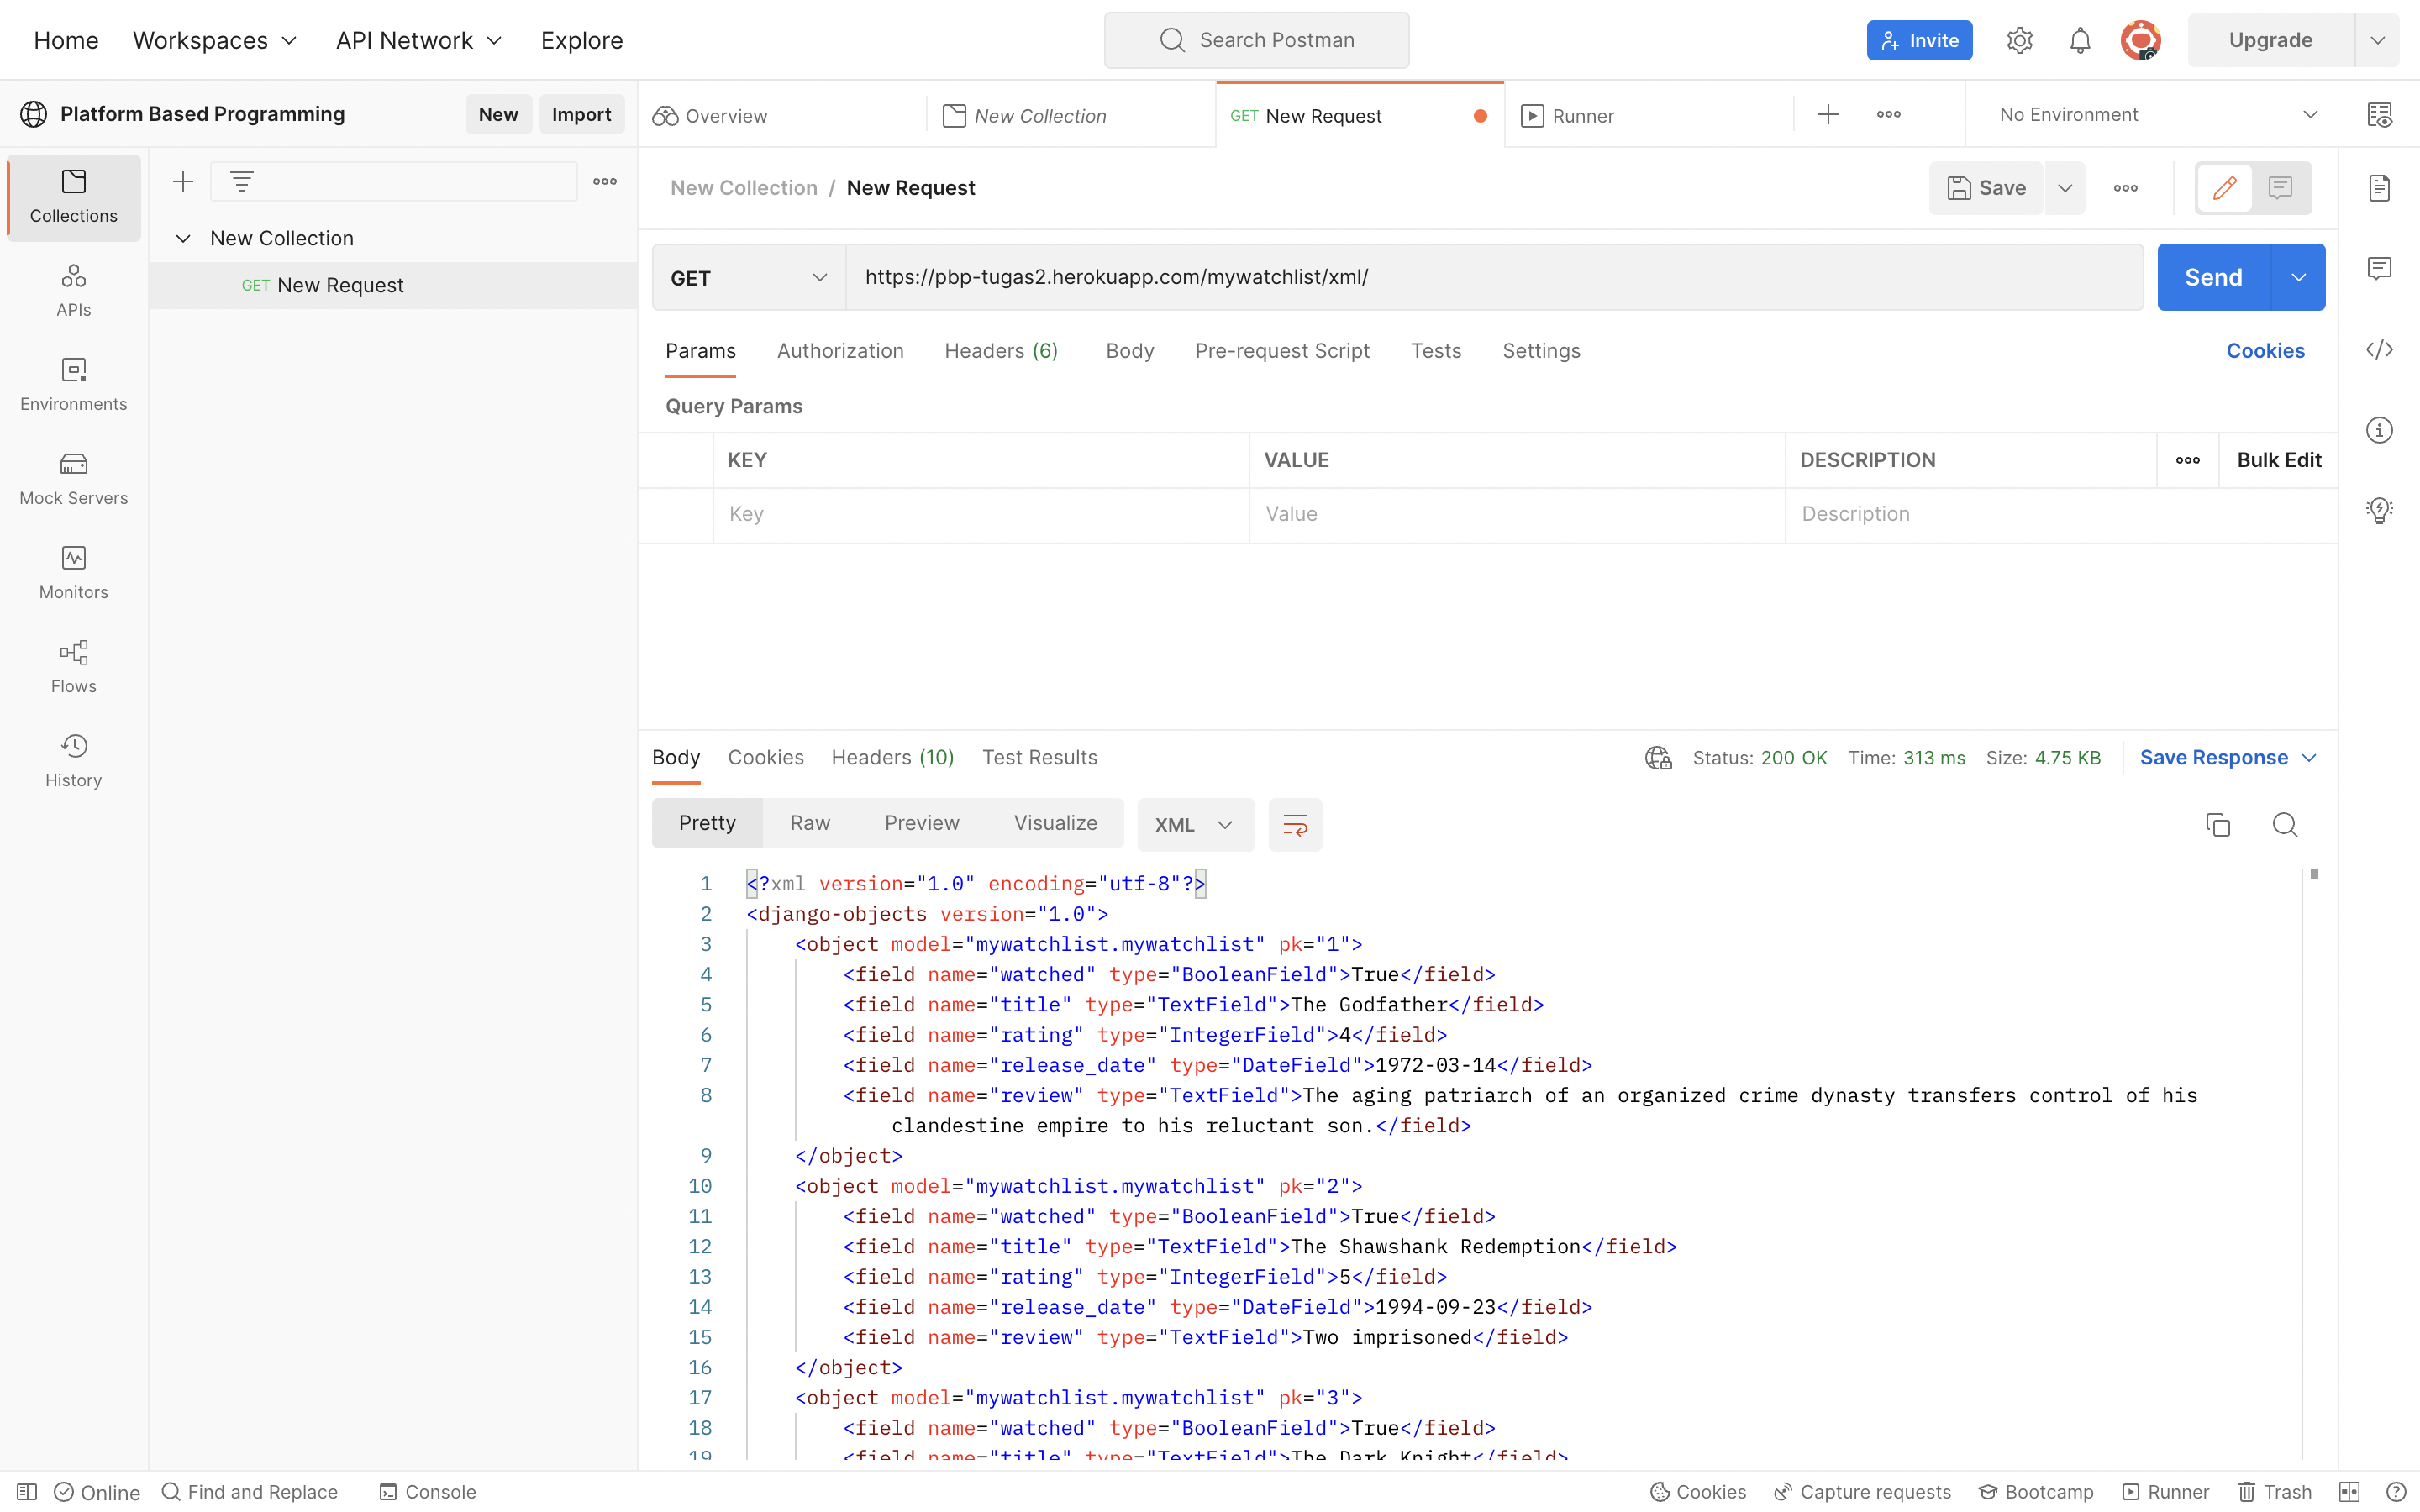 Home Workspaces API Network Explore Search Postman Invite Upgrade
Platform Based Programming New Import Overview New Collection GET New Request Runner No Environment
Collections
APIs
Environments
Mock Servers
Monitors
Flows
History
New Collection
GET New Request
New Collection / New Request Save
GET https://pbp-tugas2.herokuapp.com/mywatchlist/xml/ Send
Params Authorization Headers (6) Body Pre-request Script Tests Settings Cookies
Query Params
KEY VALUE DESCRIPTION Bulk Edit
Key Value Description
Body Cookies Headers (10) Test Results Status: 200 OK Time: 313 ms Size: 4.75 KB Save Response
Pretty Raw Preview Visualize XML
1 <?xml version="1.0" encoding="utf-8"?>
2 <django-objects version="1.0">
3 <object model="mywatchlist.mywatchlist" pk="1">
4 <field name="watched" type="BooleanField">True</field>
5 <field name="title" type="TextField">The Godfather</field>
6 <field name="rating" type="IntegerField">4</field>
7 <field name="release_date" type="DateField">1972-03-14</field>
8 <field name="review" type="TextField">The aging patriarch of an organized crime dynasty transfers control of his
clandestine empire to his reluctant son.</field>
9 </object>
10 <object model="mywatchlist.mywatchlist" pk="2">
11 <field name="watched" type="BooleanField">True</field>
12 <field name="title" type="TextField">The Shawshank Redemption</field>
13 <field name="rating" type="IntegerField">5</field>
14 <field name="release_date" type="DateField">1994-09-23</field>
15 <field name="review" type="TextField">Two imprisoned</field>
16 </object>
17 <object model="mywatchlist.mywatchlist" pk="3">
18 <field name="watched" type="BooleanField">True</field>
19 <field name="title" type="TextField">The Dark Knight</field>
Online Find and Replace Console Cookies Capture requests Bootcamp Runner Trash